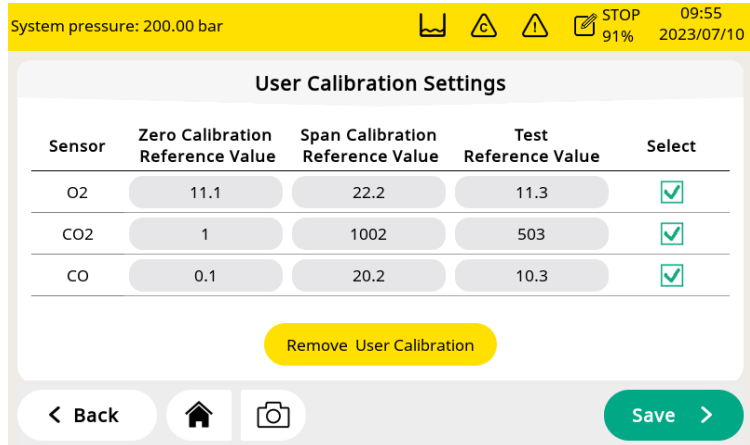 System pressure: 200.00 bar
C
!
STOP
91%
09:55
2023/07/10
User Calibration Settings
Sensor
Zero Calibration
Reference Value
Span Calibration
Reference Value
Test
Reference Value
Select
O2 11.1 22.2 11.3
CO2 1 1002 503
CO 0.1 20.2 10.3
Remove User Calibration
Back
Save